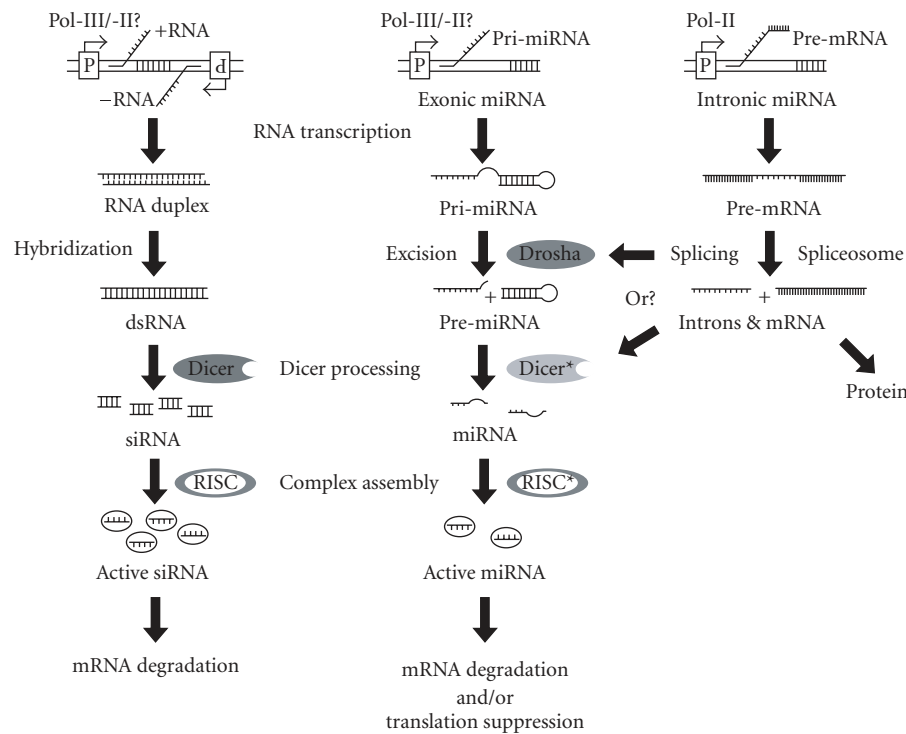 Pol-III/-II?
+RNA
P
P
−RNA
Pol-III/-II?
Pri-miRNA
P
Exonic miRNA
Pol-II
Pre-mRNA
P
Intronic miRNA
RNA transcription
RNA duplex
Pri-miRNA
Pre-mRNA
Hybridization
Excision
Drosha
Splicing
Spliceosome
dsRNA
+
Pre-miRNA
Or?
+
Introns & mRNA
Dicer
Dicer processing
Dicer*
Protein
siRNA
miRNA
RISC
Complex assembly
RISC*
Active siRNA
Active miRNA
mRNA degradation
mRNA degradation
and/or
translation suppression